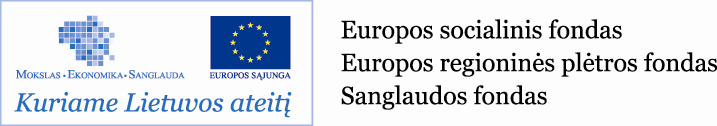 MOKSLAS • EKONOMIKA • SANGLAUDA
EUROPOS SĄJUNGA
Kuriame Lietuvos ateitį
Europos socialinis fondas
Europos regioninės plėtros fondas
Sanglaudos fondas